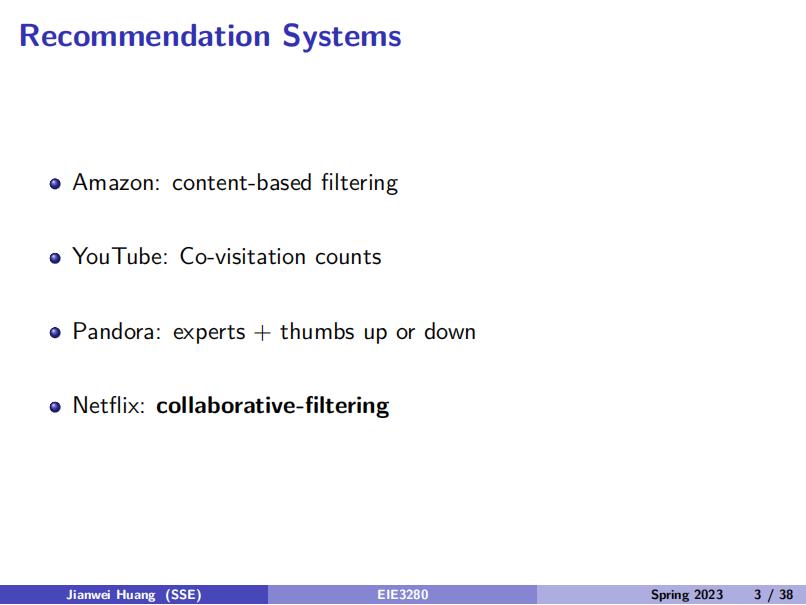 Recommendation Systems
Amazon: content-based filtering
YouTube: Co-visitation counts
Pandora: experts + thumbs up or down
Netflix: collaborative-filtering
Jianwei Huang (SSE) EIE3280 Spring 2023 3 / 38